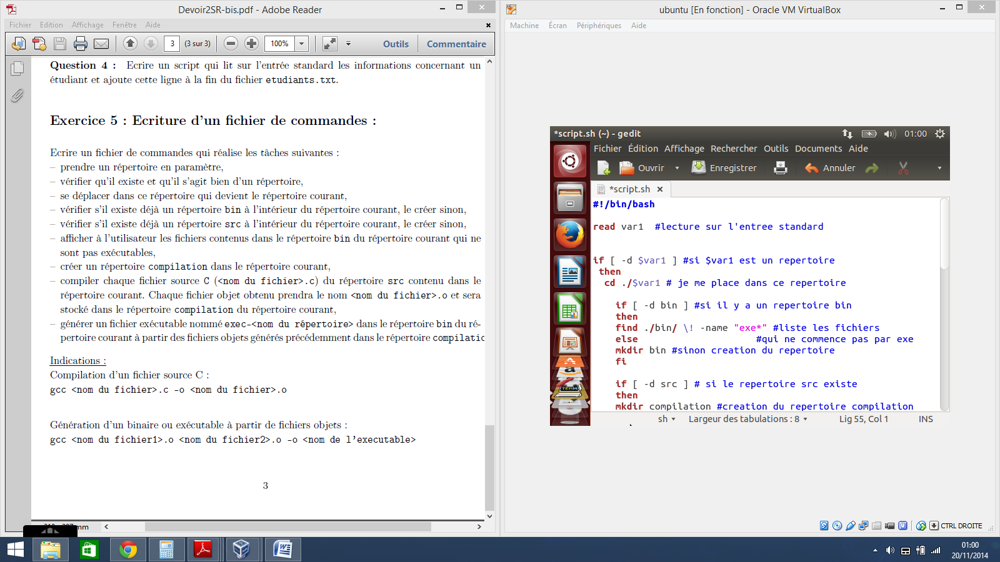 Devoir2SR-bis.pdf - Adobe Reader
Fichier Edition Affichage Fenêtre Aide
3 (3 sur 3) 100% Outils Commentaire
Question 4 : Ecrire un script qui lit sur l'entrée standard les informations concernant un
étudiant et ajoute cette ligne à la fin du fichier etudiants.txt.
Exercice 5 : Ecriture d'un fichier de commandes :
Ecrire un fichier de commandes qui réalise les tâches suivantes :
– prendre un répertoire en paramètre,
– vérifier qu'il existe et qu'il s'agit bien d'un répertoire,
– se déplacer dans ce répertoire qui devient le répertoire courant,
– vérifier s'il existe déjà un répertoire bin à l'intérieur du répertoire courant, le créer sinon,
– vérifier s'il existe déjà un répertoire src à l'intérieur du répertoire courant, le créer sinon,
– afficher à l'utilisateur les fichiers contenus dans le répertoire bin du répertoire courant qui ne
sont pas exécutables,
– créer un répertoire compilation dans le répertoire courant,
– compiler chaque fichier source C (<nom du fichier>.c) du répertoire src contenu dans le
répertoire courant. Chaque fichier objet obtenu prendra le nom <nom du fichier>.o et sera
stocké dans le répertoire compilation du répertoire courant,
– générer un fichier exécutable nommé exec-<nom du répertoire> dans le répertoire bin du ré-
pertoire courant à partir des fichiers objets générés précédemment dans le répertoire compilatio
Indications :
Compilation d'un fichier source C :
gcc <nom du fichier>.c -o <nom du fichier>.o
Génération d'un binaire ou exécutable à partir de fichiers objets :
gcc <nom du fichier1>.o <nom du fichier2>.o -o <nom de l'executable>
3
mm
ubuntu [En fonction] - Oracle VM VirtualBox
Machine Écran Périphériques Aide
*script.sh (~) - gedit 01:00
Fichier Édition Affichage Rechercher Outils Documents Aide
Ouvrir Enregistrer Annuler
*script.sh
#!/bin/bash
read var1 #lecture sur l'entree standard
if [ -d $var1 ] #si $var1 est un repertoire
then
cd ./$var1 # je me place dans ce repertoire
if [ -d bin ] #si il y a un repertoire bin
then
find ./bin/ \! -name "exe*" #liste les fichiers
else #qui ne commence pas par exe
mkdir bin #sinon creation du repertoire
fi
if [ -d src ] # si le repertoire src existe
then
mkdir compilation #creation du repertoire compilation
sh Largeur des tabulations : 8 Lig 55, Col 1 INS
CTRL DROITE
01:00
20/11/2014